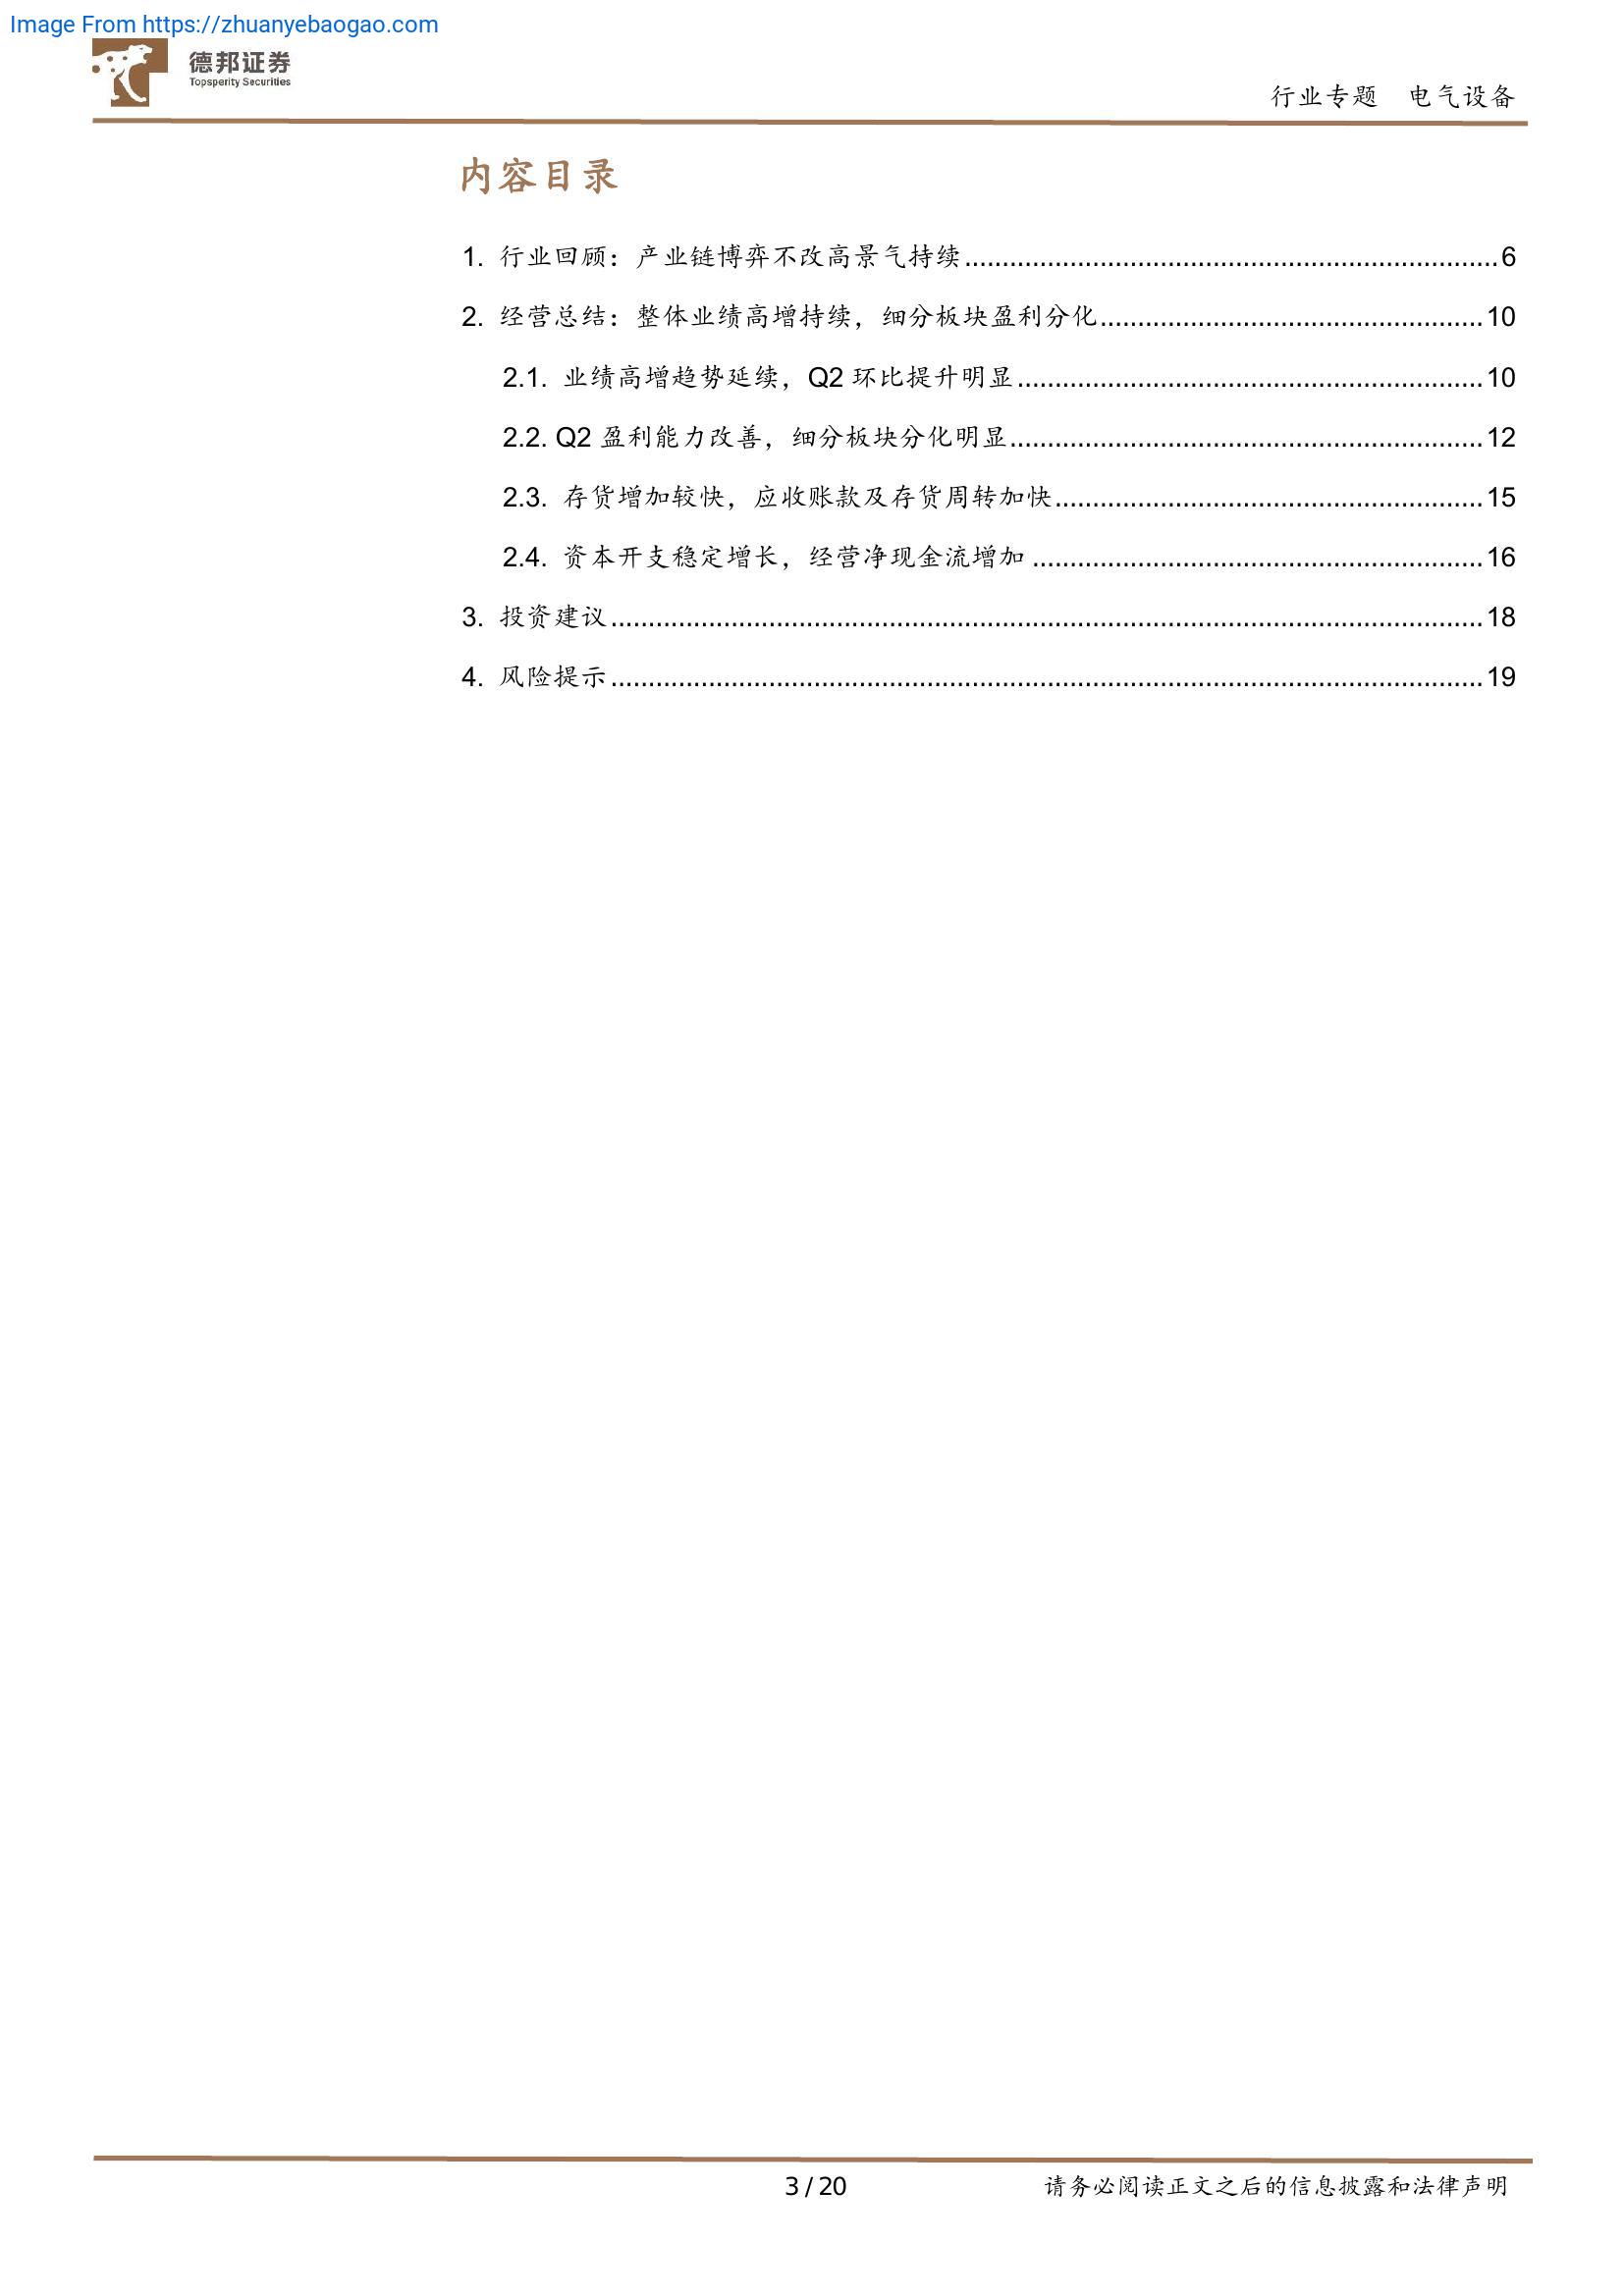 Image From https://zhuanyebaogao.com
德邦证券
Topsperity Securities
行业专题 电气设备
内容目录
1. 行业回顾：产业链博弈不改高景气持续........................................................................6
2. 经营总结：整体业绩高增持续，细分板块盈利分化...................................................10
2.1. 业绩高增趋势延续，Q2 环比提升明显..............................................................10
2.2. Q2 盈利能力改善，细分板块分化明显...............................................................12
2.3. 存货增加较快，应收账款及存货周转加快.........................................................15
2.4. 资本开支稳定增长，经营净现金流增加 ............................................................16
3. 投资建议....................................................................................................................18
4. 风险提示....................................................................................................................19
3 / 20
请务必阅读正文之后的信息披露和法律声明